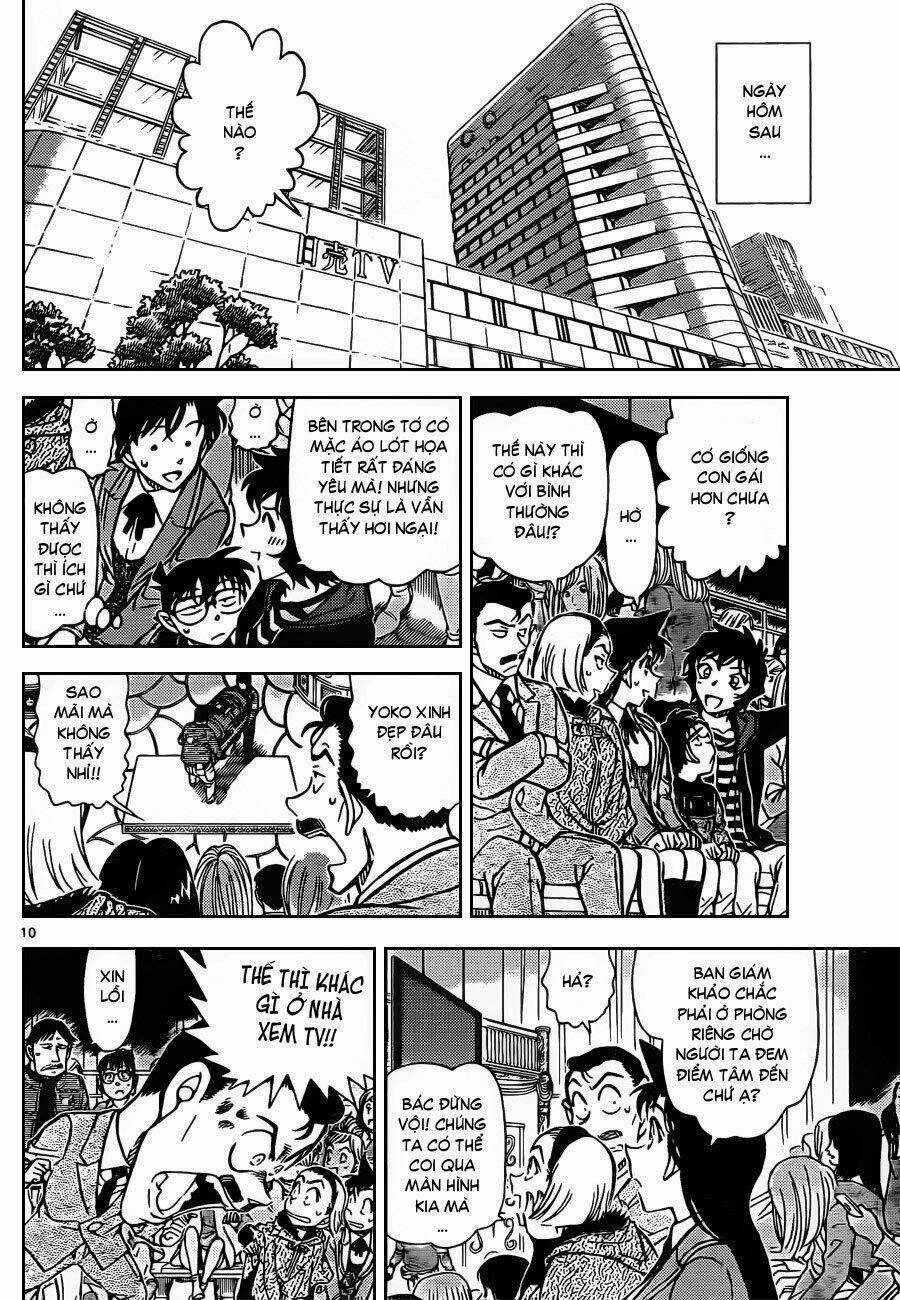 NGÀY
HÔM
SAU
...
THẾ
NÀO
?
日売TV
CÓ GIỐNG
CON GÁI
HƠN CHƯA
?
HỞ
...
THẾ NÀY THÌ
CÓ GÌ KHÁC
VỚI BÌNH
THƯỜNG
ĐÂU!?
BÊN TRONG TỚ CÓ
MẶC ÁO LÓT HỌA
TIẾT RẤT ĐÁNG
YÊU MÀ! NHƯNG
THỰC SỰ LÀ VẪN
THẤY HƠI NGẠI!
Ở
...
Ở
...
KHÔNG
THẤY
ĐƯỢC
THÌ ÍCH
GÌ CHỨ
...
YOKO XINH
ĐẸP ĐÂU
RỒI?
SAO
MÃI MÀ
KHÔNG
THẤY
NHỈ!!
10
BAN GIÁM
KHẢO CHẮC
PHẢI Ở PHÒNG
RIÊNG CHỜ
NGƯỜI TA ĐEM
ĐIỂM TÂM ĐẾN
CHỨ Ạ?
HẢ?
BÁC ĐỪNG
VỘI! CHÚNG
TA CÓ THỂ
COI QUA
MÀN HÌNH
KIA MÀ
...
THẾ THÌ KHÁC
GÌ Ở NHÀ
XEM TV!!
XIN
LỖI
...